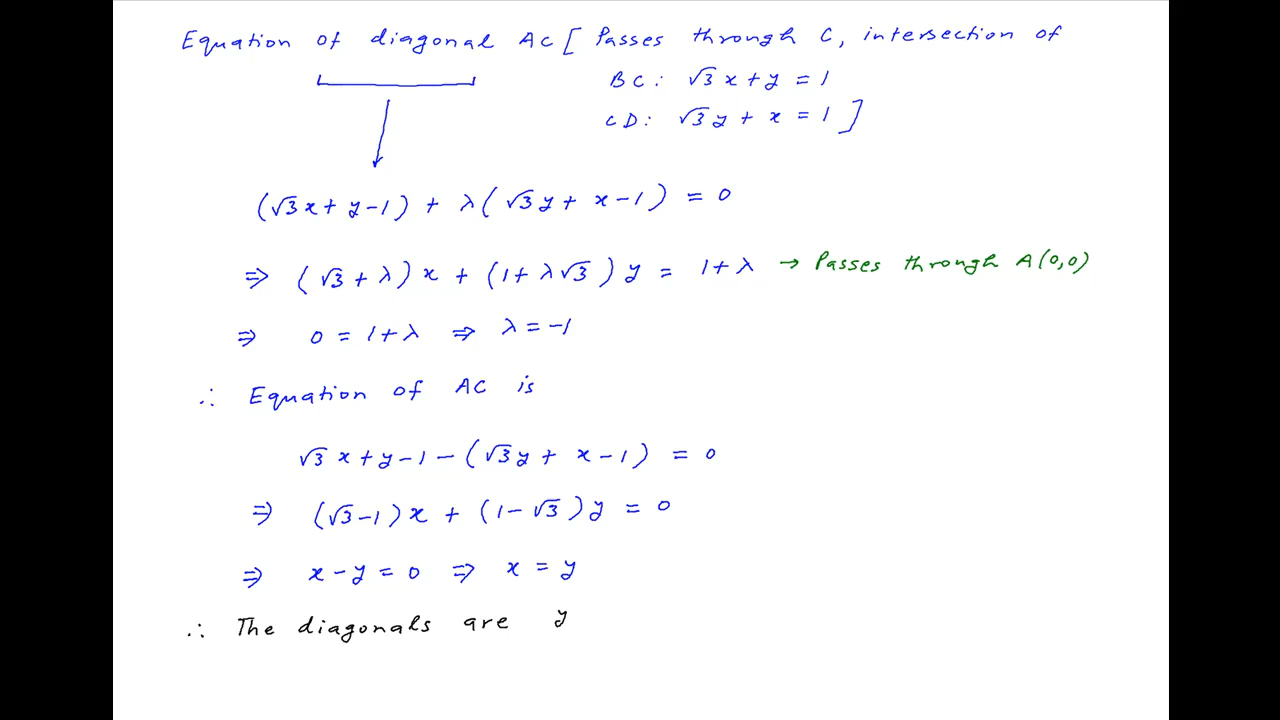 Equation of diagonal AC [ Passes through C, intersection of
BC: √3 x + y = 1
CD: √3 y + x = 1 ]
(√3 x + y - 1) + λ(√3 y + x - 1) = 0
⇒ (√3 + λ) x + (1 + λ√3) y = 1 + λ → Passes through A(0,0)
⇒ 0 = 1 + λ ⇒ λ = -1
∴ Equation of AC is
√3 x + y - 1 - (√3 y + x - 1) = 0
⇒ (√3 - 1) x + (1 - √3) y = 0
⇒ x - y = 0 ⇒ x = y
∴ The diagonals are y